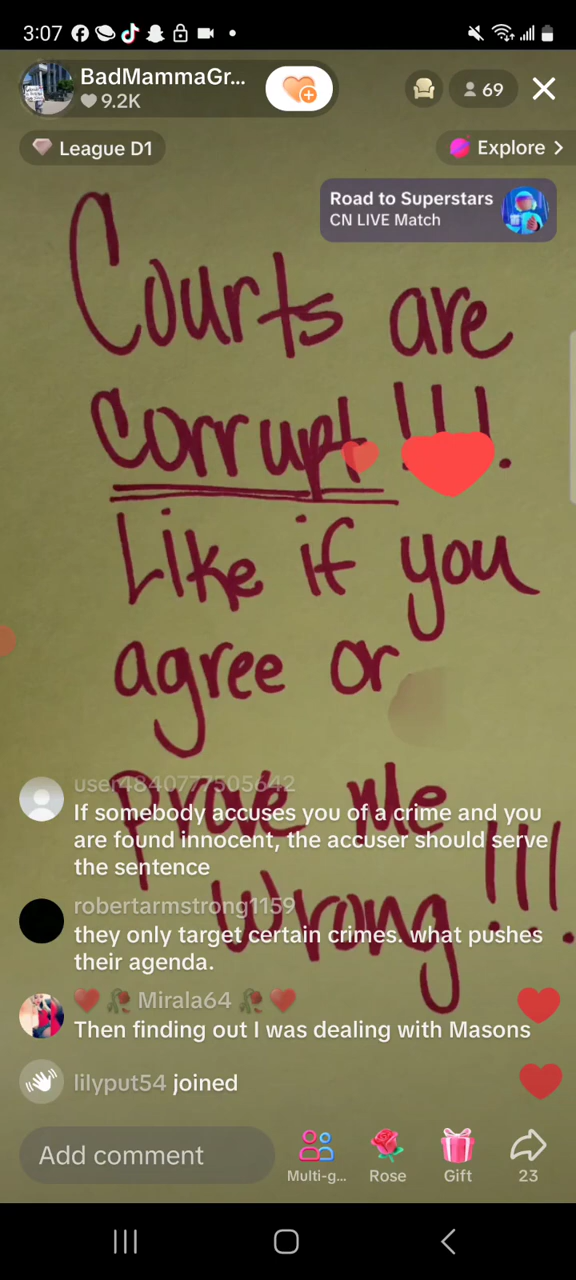 3:07
BadMammaGr...
9.2K
69
League D1
Explore
Road to Superstars
CN LIVE Match
Courts are
corrupt!!!.
Like if you
agree or
Prove Me
Wrong!!!.
user4840777505642
If somebody accuses you of a crime and you
are found innocent, the accuser should serve
the sentence
robertarmstrong1159
they only target certain crimes. what pushes
their agenda.
Mirala64
Then finding out I was dealing with Masons
lilyput54 joined
Add comment
Multi-g...
Rose
Gift
23